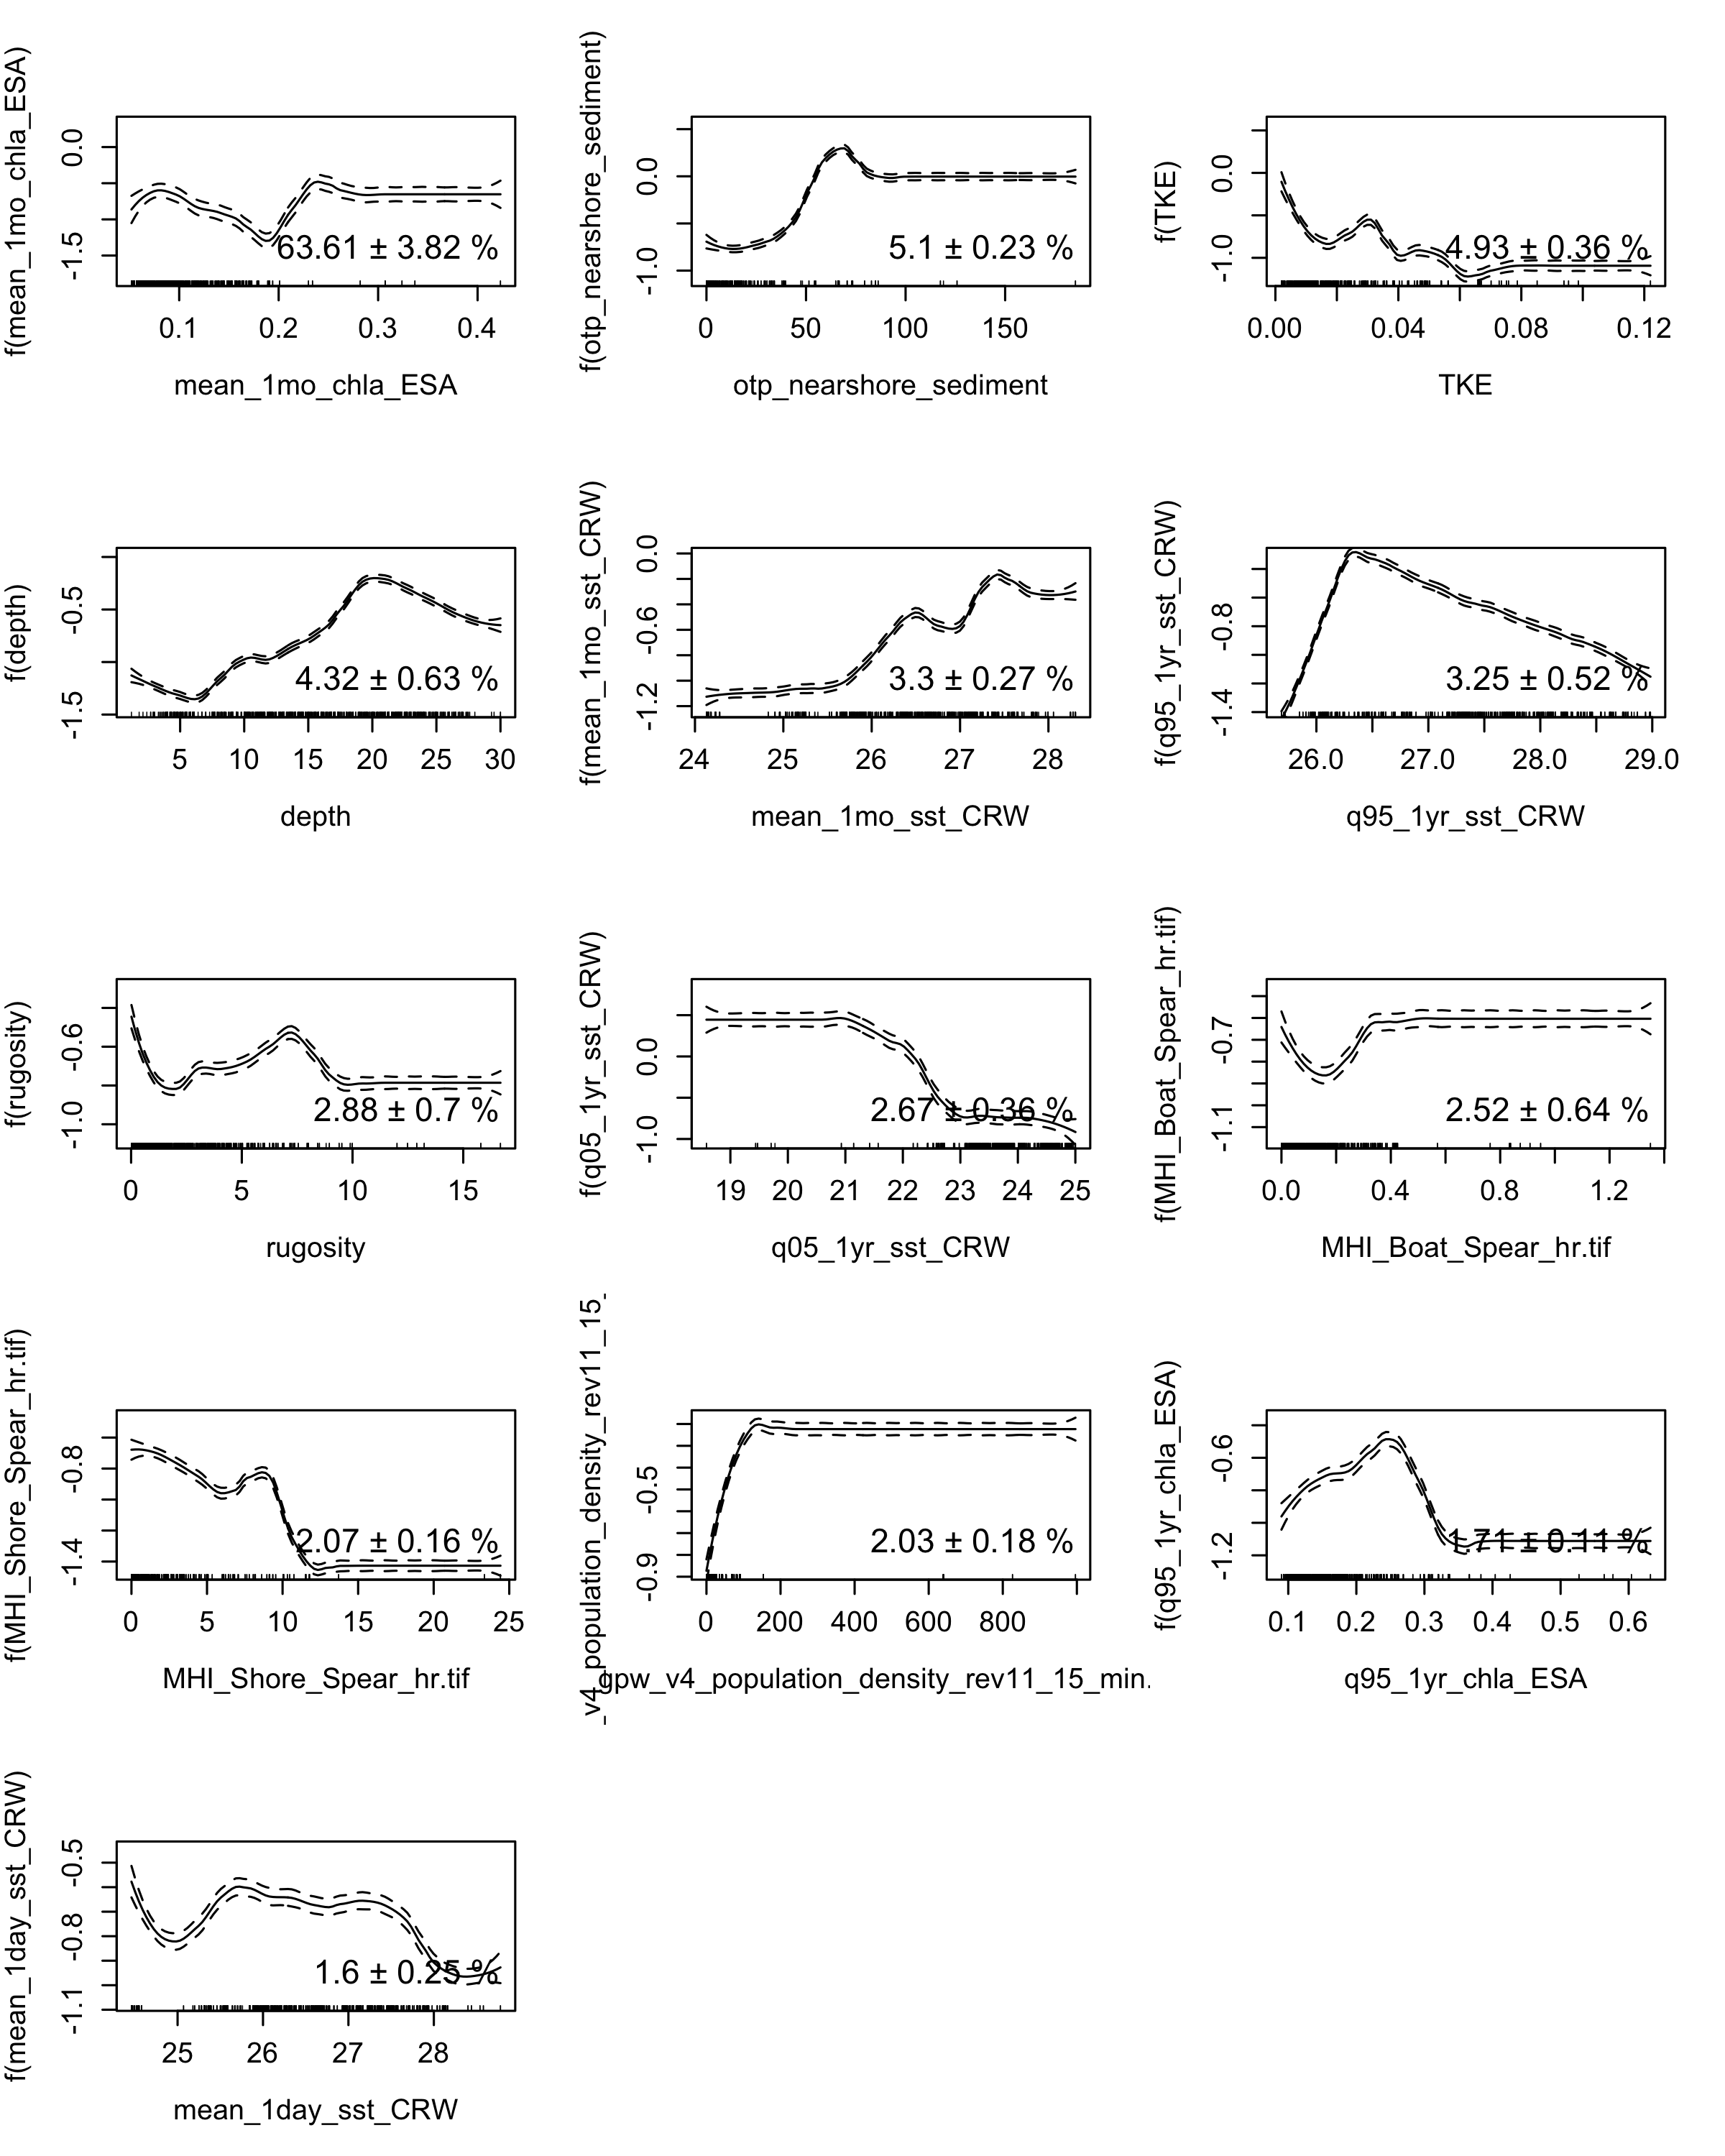 f(mean_1mo_chla_ESA)
0.0
-1.5
63.61 ± 3.82 %
0.1 0.2 0.3 0.4
mean_1mo_chla_ESA
f(otp_nearshore_sediment)
0.0
-1.0
5.1 ± 0.23 %
0 50 100 150
otp_nearshore_sediment
f(TKE)
0.0
-1.0
4.93 ± 0.36 %
0.00 0.04 0.08 0.12
TKE
f(depth)
-0.5
-1.5
4.32 ± 0.63 %
5 10 15 20 25 30
depth
f(mean_1mo_sst_CRW)
0.0
-0.6
-1.2
3.3 ± 0.27 %
24 25 26 27 28
mean_1mo_sst_CRW
f(q95_1yr_sst_CRW)
-0.8
-1.4
3.25 ± 0.52 %
26.0 27.0 28.0 29.0
q95_1yr_sst_CRW
f(rugosity)
-0.6
-1.0
2.88 ± 0.7 %
0 5 10 15
rugosity
f(q05_1yr_sst_CRW)
0.0
-1.0
2.67 ± 0.36 %
19 20 21 22 23 24 25
q05_1yr_sst_CRW
f(MHI_Boat_Spear_hr.tif)
-0.7
-1.1
2.52 ± 0.64 %
0.0 0.4 0.8 1.2
MHI_Boat_Spear_hr.tif
f(MHI_Shore_Spear_hr.tif)
-0.8
-1.4
2.07 ± 0.16 %
0 5 10 15 20 25
MHI_Shore_Spear_hr.tif
_v4_population_density_rev11_15_
-0.5
-0.9
2.03 ± 0.18 %
0 200 400 600 800
gpw_v4_population_density_rev11_15_min.
f(q95_1yr_chla_ESA)
-0.6
-1.2
1.71 ± 0.11 %
0.1 0.2 0.3 0.4 0.5 0.6
q95_1yr_chla_ESA
f(mean_1day_sst_CRW)
-0.5
-0.8
-1.1
1.6 ± 0.25 %
25 26 27 28
mean_1day_sst_CRW